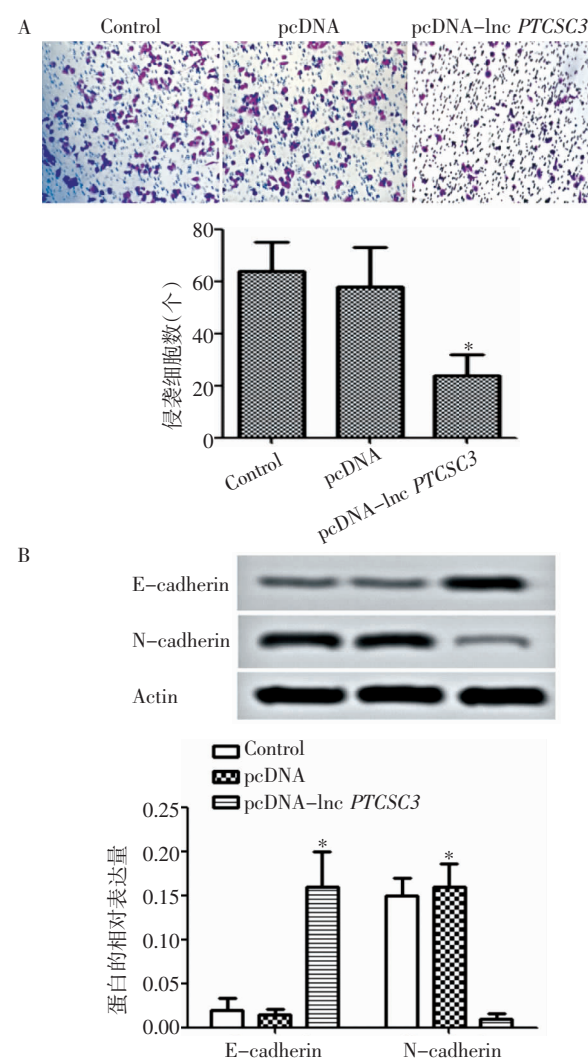 A
Control pcDNA pcDNA-lnc PTCSC3
80
60
40
20
0
侵袭细胞数(个)
*
Control pcDNA pcDNA-lnc PTCSC3
B
E-cadherin
N-cadherin
Actin
Control
pcDNA
pcDNA-lnc PTCSC3
0.25
0.20
0.15
0.10
0.05
0.00
蛋白的相对表达量
* *
E-cadherin N-cadherin